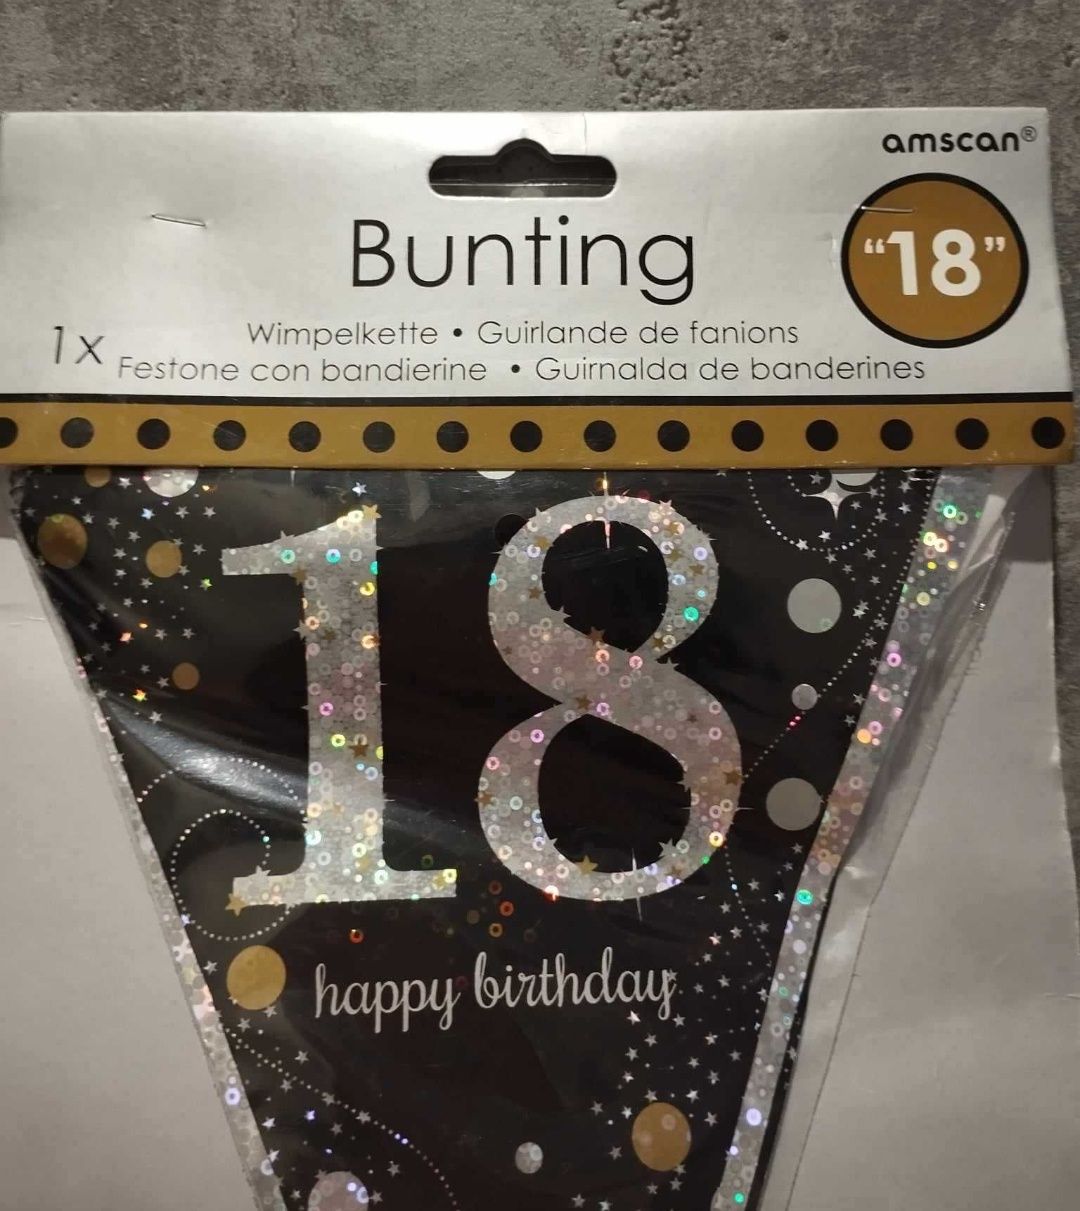 amscan®
Bunting
"18"
1x
Wimpelkette • Guirlande de fanions
Festone con bandierine • Guirnalda de banderines
18
happy birthday